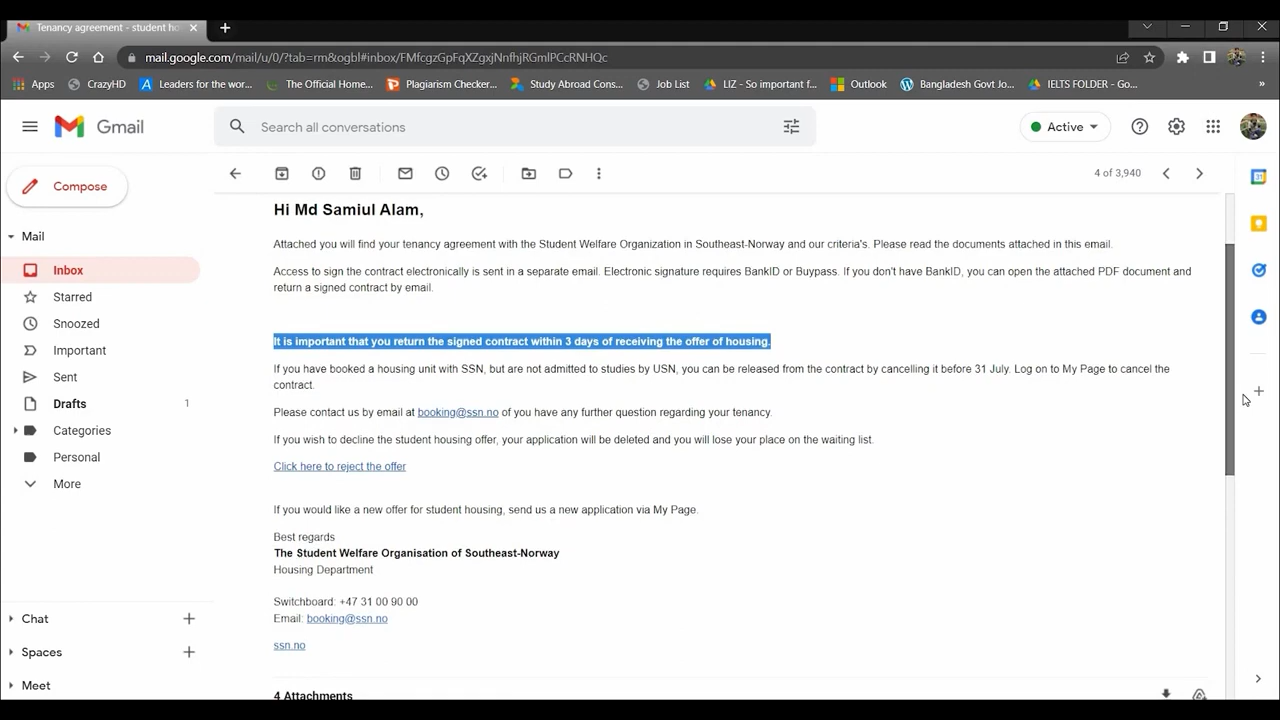 Tenancy agreement - student ho
mail.google.com/mail/u/0/?tab=rm&ogbl#inbox/FMfcgzGpFqXZgxjNnfhjRGmlPCcRNHQc
Apps CrazyHD Leaders for the wor... The Official Home... Plagiarism Checker... Study Abroad Cons... Job List LIZ - So important f... Outlook Bangladesh Govt Jo... IELTS FOLDER - Go... »
Gmail
Search all conversations
Active
Compose
4 of 3,940
Mail
Inbox
Starred
Snoozed
Important
Sent
Drafts 1
Categories
Personal
More
Chat
Spaces
Meet
Hi Md Samiul Alam,
Attached you will find your tenancy agreement with the Student Welfare Organization in Southeast-Norway and our criteria's. Please read the documents attached in this email.
Access to sign the contract electronically is sent in a separate email. Electronic signature requires BankID or Buypass. If you don't have BankID, you can open the attached PDF document and
return a signed contract by email.
It is important that you return the signed contract within 3 days of receiving the offer of housing.
If you have booked a housing unit with SSN, but are not admitted to studies by USN, you can be released from the contract by cancelling it before 31 July. Log on to My Page to cancel the
contract.
Please contact us by email at booking@ssn.no of you have any further question regarding your tenancy.
If you wish to decline the student housing offer, your application will be deleted and you will lose your place on the waiting list.
Click here to reject the offer
If you would like a new offer for student housing, send us a new application via My Page.
Best regards
The Student Welfare Organisation of Southeast-Norway
Housing Department
Switchboard: +47 31 00 90 00
Email: booking@ssn.no
ssn.no
4 Attachments